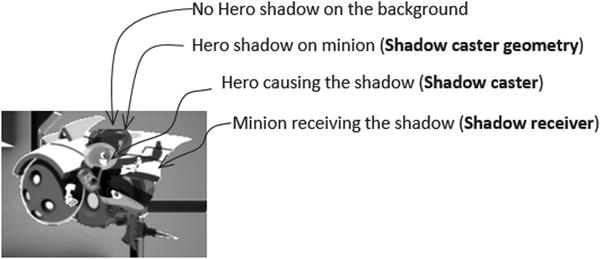 No Hero shadow on the background
Hero shadow on minion (Shadow caster geometry)
Hero causing the shadow (Shadow caster)
Minion receiving the shadow (Shadow receiver)